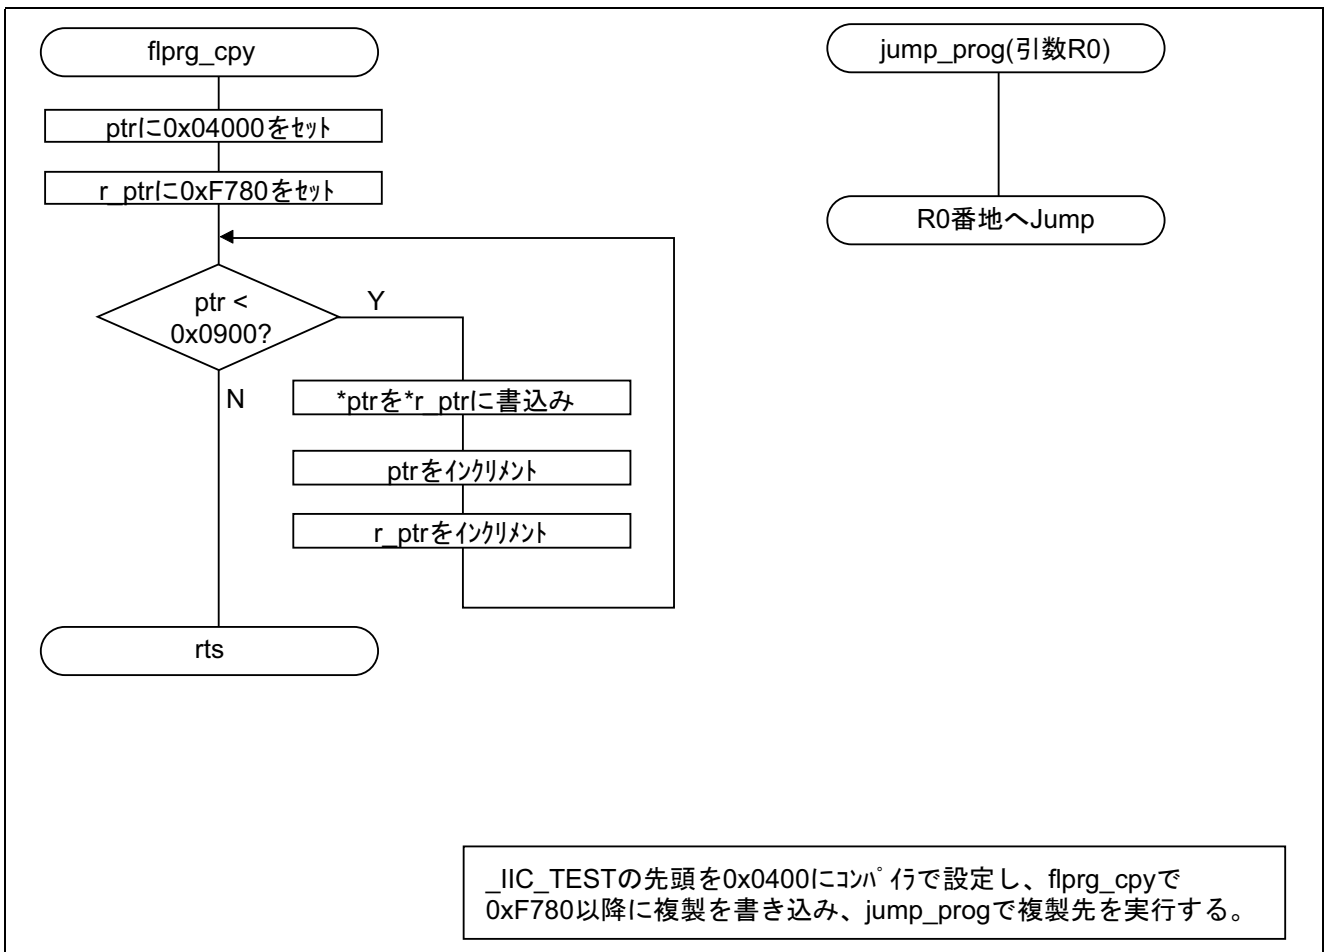 flprg_cpy
ptrに0x04000をｾｯﾄ
r_ptrに0xF780をｾｯﾄ
ptr <
0x0900?
Y
N
*ptrを*r_ptrに書込み
ptrをｲﾝｸﾘﾒﾝﾄ
r_ptrをｲﾝｸﾘﾒﾝﾄ
rts
jump_prog(引数R0)
R0番地へJump
_IIC_TESTの先頭を0x0400にｺﾝﾊﾟｲﾗで設定し、flprg_cpyで
0xF780以降に複製を書き込み、jump_progで複製先を実行する。